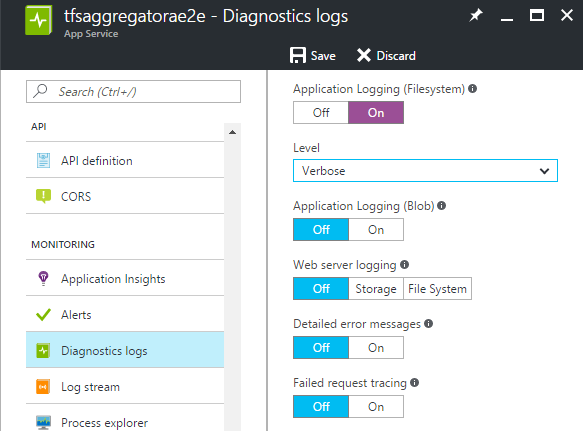 tfsaggregatorae2e - Diagnostics logs
App Service
Save Discard
Search (Ctrl+/)
API
API definition
CORS
MONITORING
Application Insights
Alerts
Diagnostics logs
Log stream
Process explorer
Application Logging (Filesystem)
Off On
Level
Verbose
Application Logging (Blob)
Off On
Web server logging
Off Storage File System
Detailed error messages
Off On
Failed request tracing
Off On